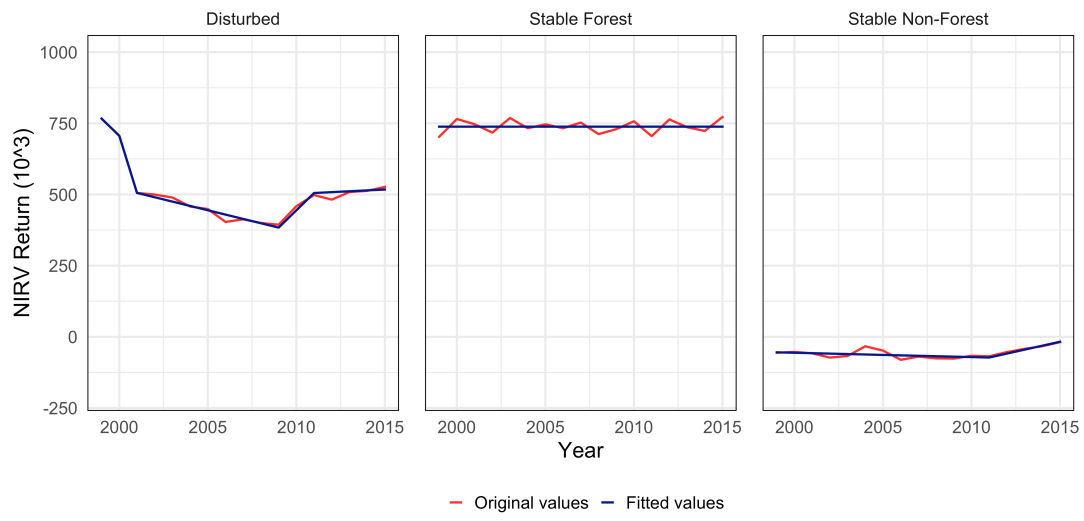 Disturbed Stable Forest Stable Non-Forest
1000
750
500
250
0
-250
NIRV Return (10^3)
2000 2005 2010 2015 2000 2005 2010 2015 2000 2005 2010 2015
Year
Original values Fitted values